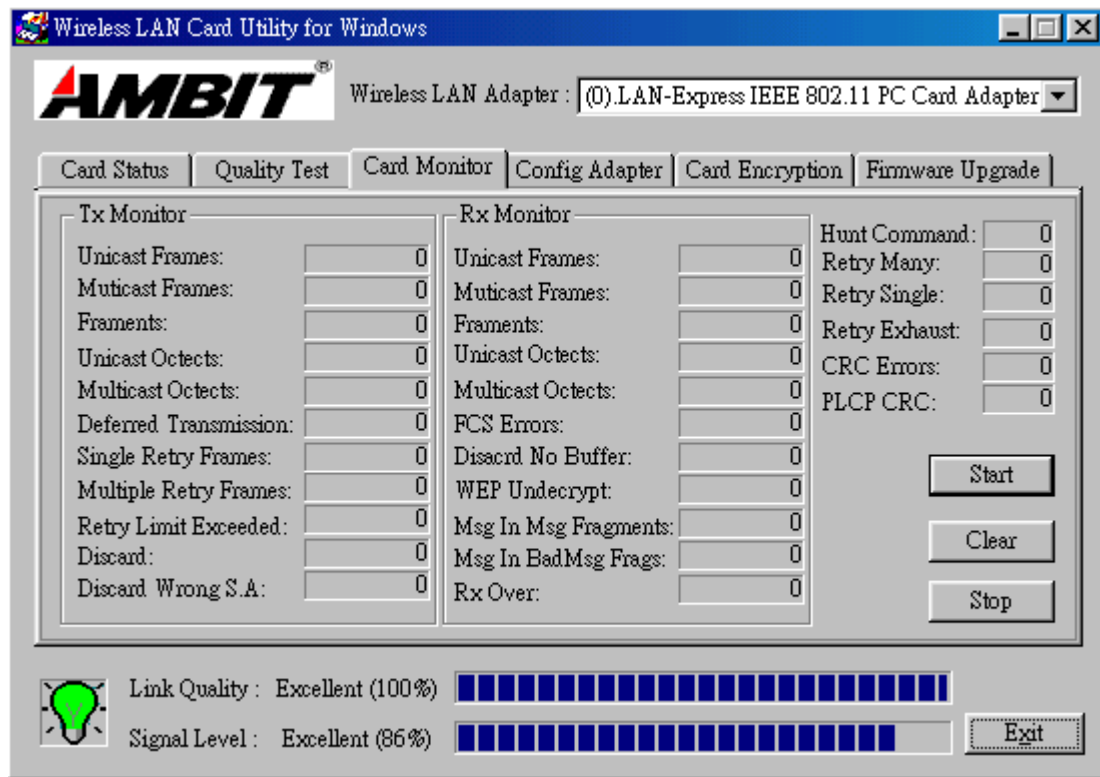 Wireless LAN Card Utility for Windows
AMBIT®
Wireless LAN Adapter : (0).LAN-Express IEEE 802.11 PC Card Adapter
Card Status Quality Test Card Monitor Config Adapter Card Encryption Firmware Upgrade
Tx Monitor
Unicast Frames: 0
Muticast Frames: 0
Framents: 0
Unicast Octects: 0
Multicast Octects: 0
Deferred Transmission: 0
Single Retry Frames: 0
Multiple Retry Frames: 0
Retry Limit Exceeded: 0
Discard: 0
Discard Wrong S.A: 0
Rx Monitor
Unicast Frames: 0
Muticast Frames: 0
Framents: 0
Unicast Octects: 0
Multicast Octects: 0
FCS Errors: 0
Disacrd No Buffer: 0
WEP Undecrypt: 0
Msg In Msg Fragments: 0
Msg In BadMsg Frags: 0
Rx Over: 0
Hunt Command: 0
Retry Many: 0
Retry Single: 0
Retry Exhaust: 0
CRC Errors: 0
PLCP CRC: 0
Start
Clear
Stop
Link Quality : Excellent (100%)
Signal Level : Excellent (86%)
Exit